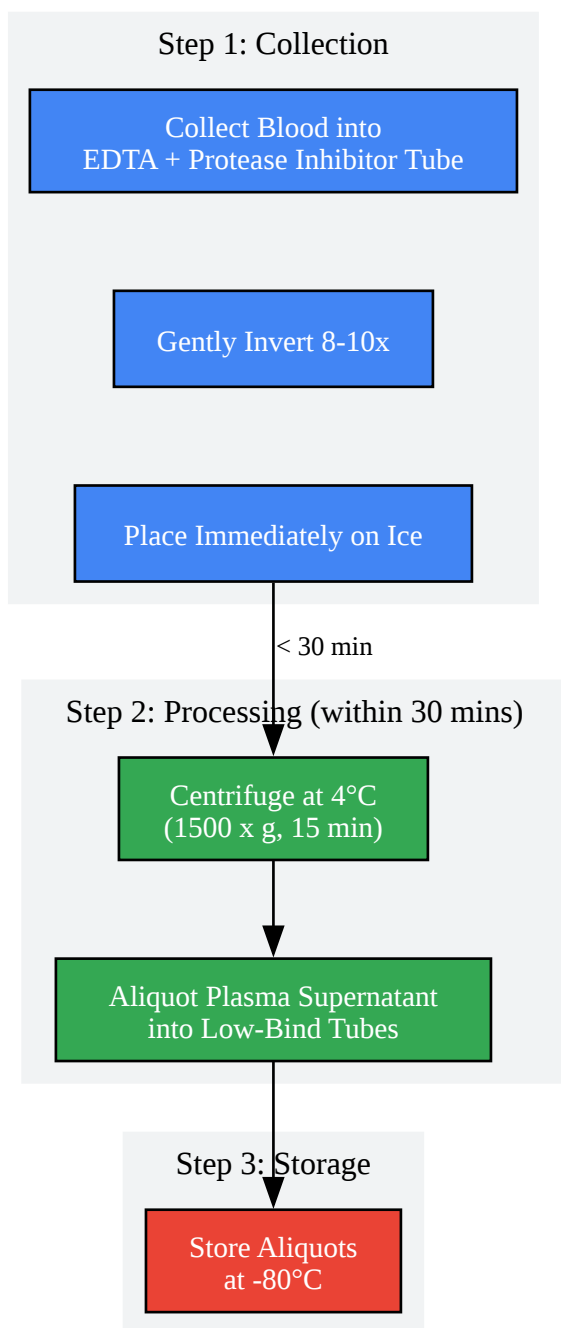 Step 1: Collection
Collect Blood into
EDTA + Protease Inhibitor Tube
Gently Invert 8-10x
Place Immediately on Ice
< 30 min
Step 2: Processing (within 30 mins)
Centrifuge at 4°C
(1500 x g, 15 min)
Aliquot Plasma Supernatant
into Low-Bind Tubes
Step 3: Storage
Store Aliquots
at -80°C